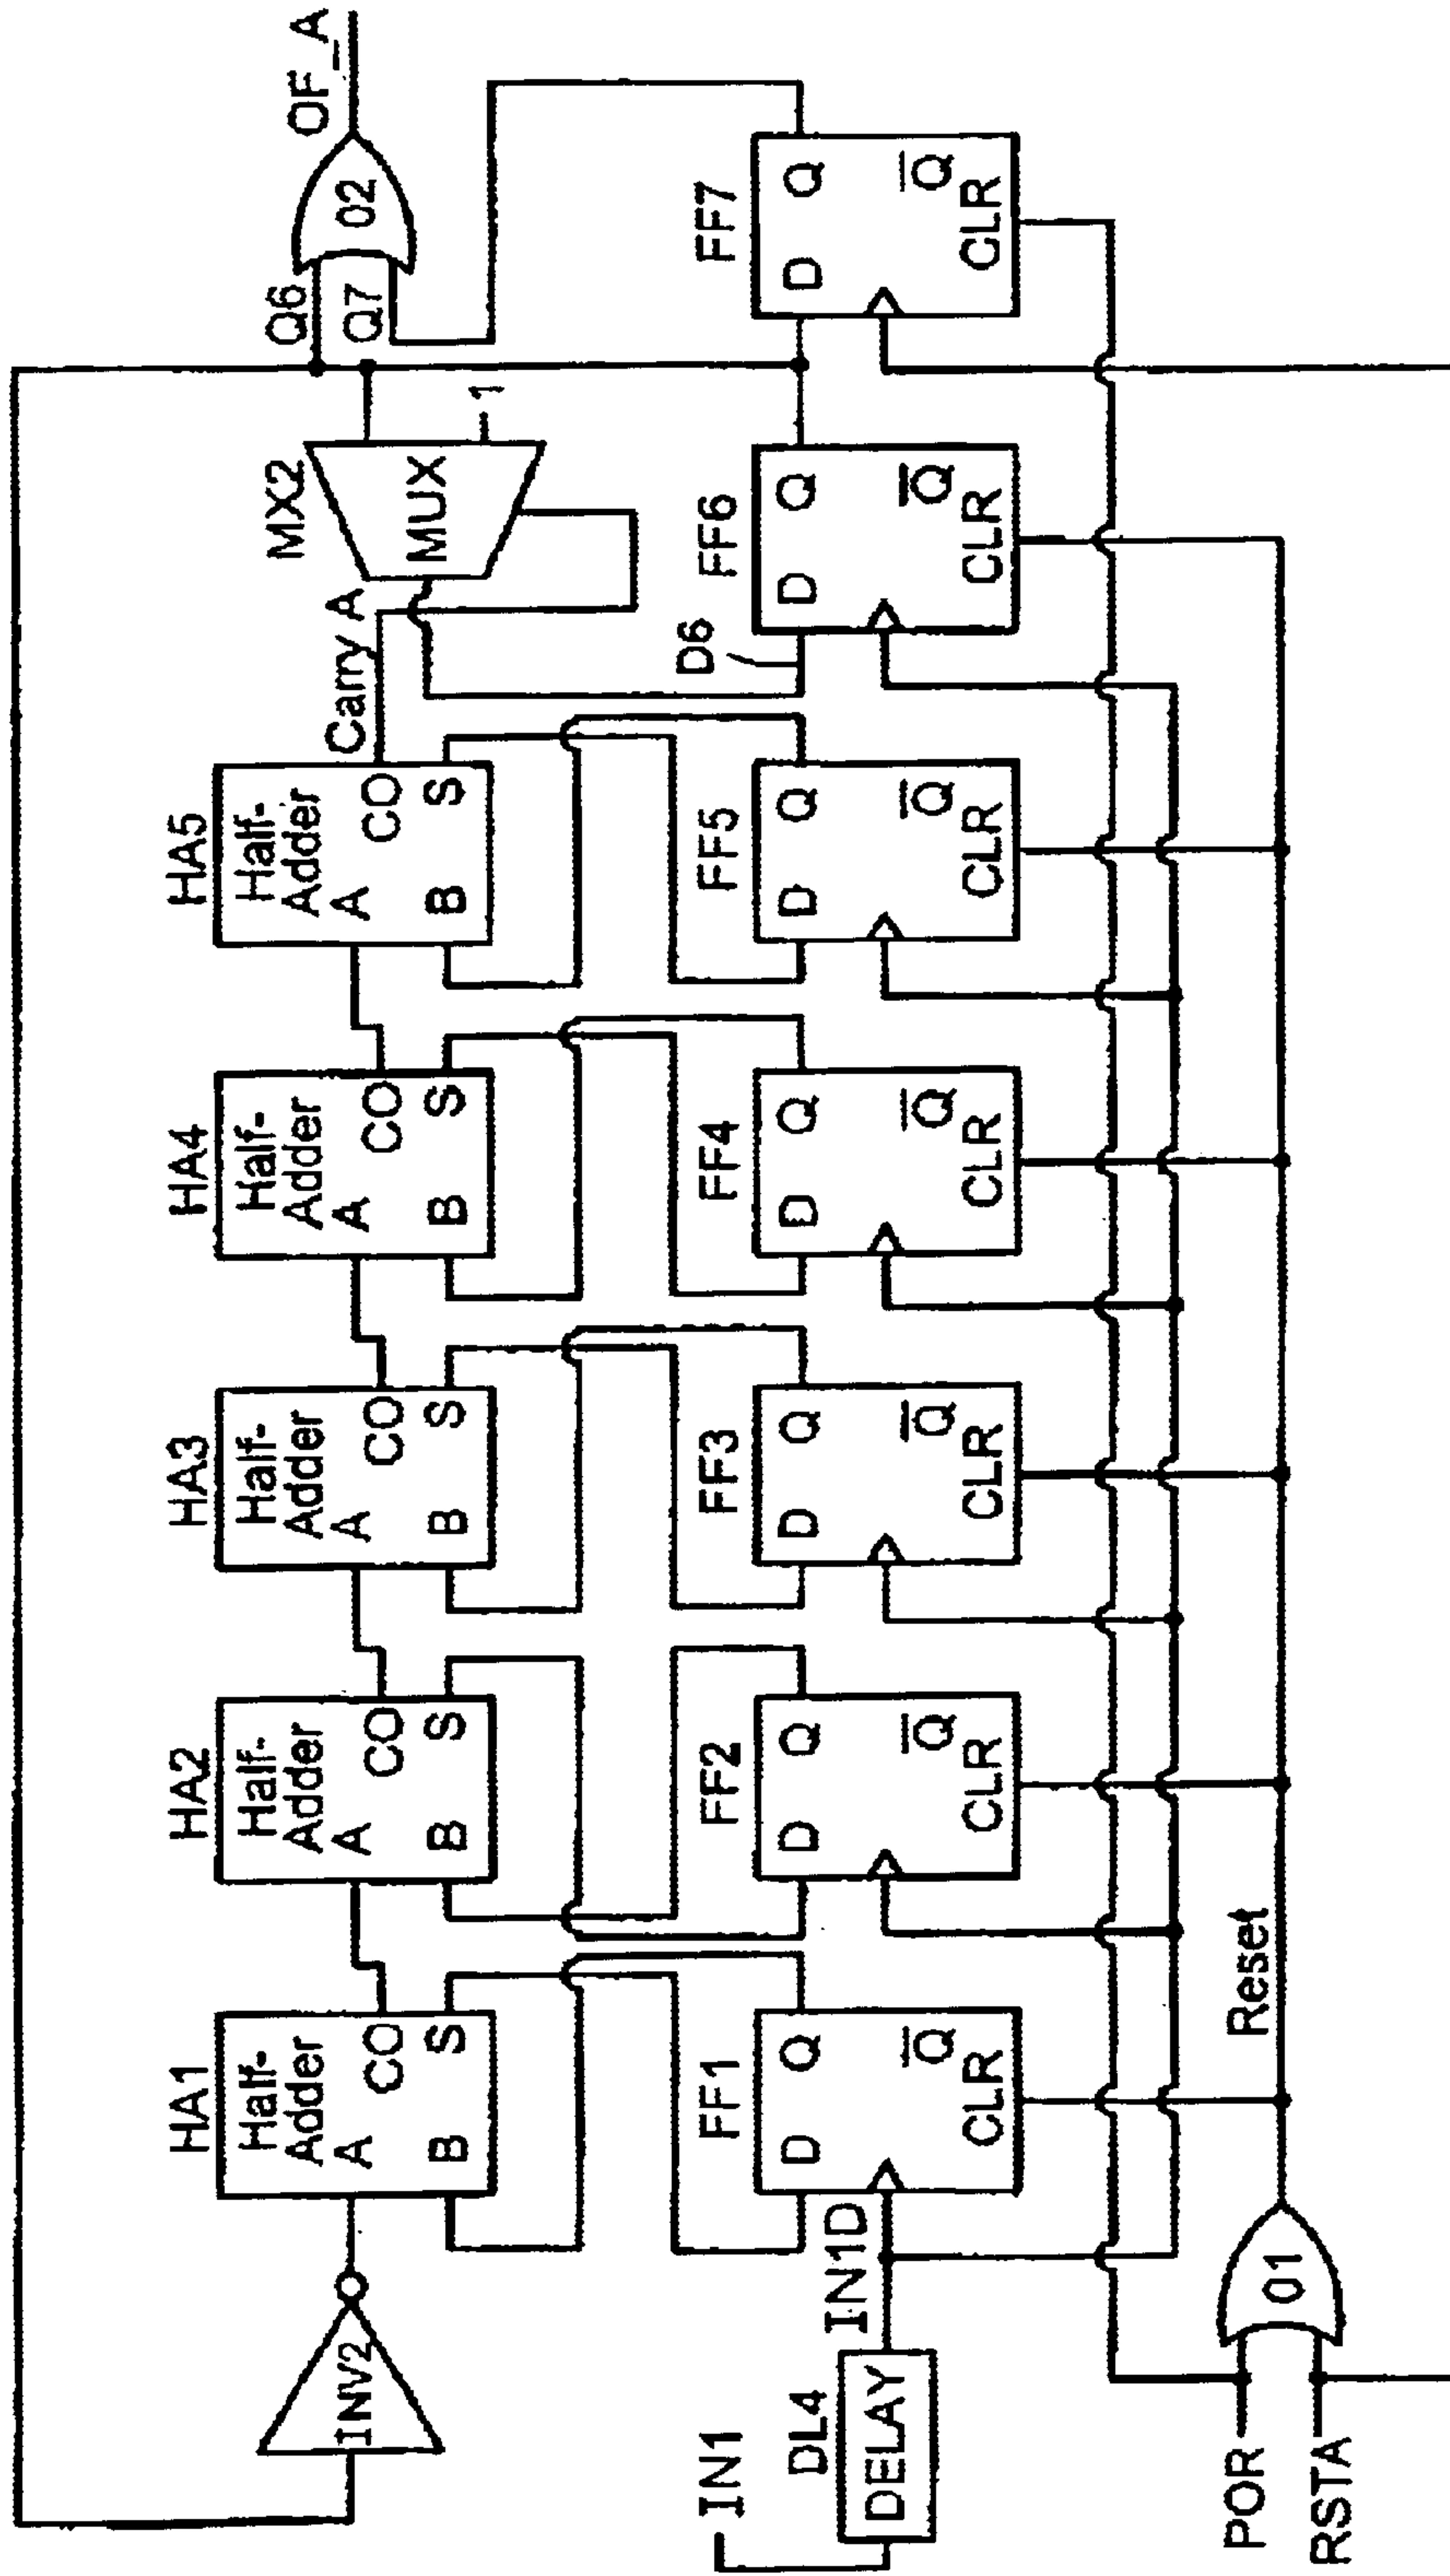 HA1
Half-
Adder
A
CO
B
S
HA2
Half-
Adder
A
CO
B
S
HA3
Half-
Adder
A
CO
B
S
HA4
Half-
Adder
A
CO
B
S
HA5
Half-
Adder
A
CO
B
S
INV2
Carry A
MX2
MUX
1
Q6
Q7
02
OF_A
IN1
DL4
DELAY
IN1D
FF1
D
Q
Q̅
CLR
FF2
D
Q
Q̅
CLR
FF3
D
Q
Q̅
CLR
FF4
D
Q
Q̅
CLR
FF5
D
Q
Q̅
CLR
D6
FF6
D
Q
Q̅
CLR
FF7
D
Q
Q̅
CLR
POR
RSTA
01
Reset